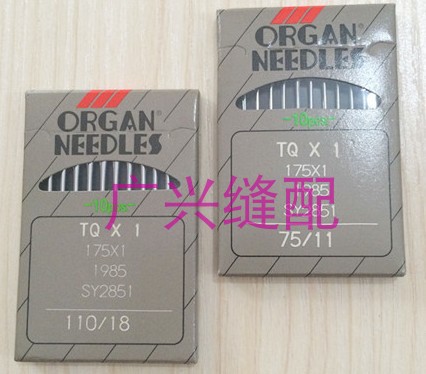 ORGAN®
NEEDLES
TQ X 1
175X1
1985
SY2851
110/18
ORGAN®
NEEDLES
TQ X 1
175X1
1985
SY2851
75/11
广兴缝配